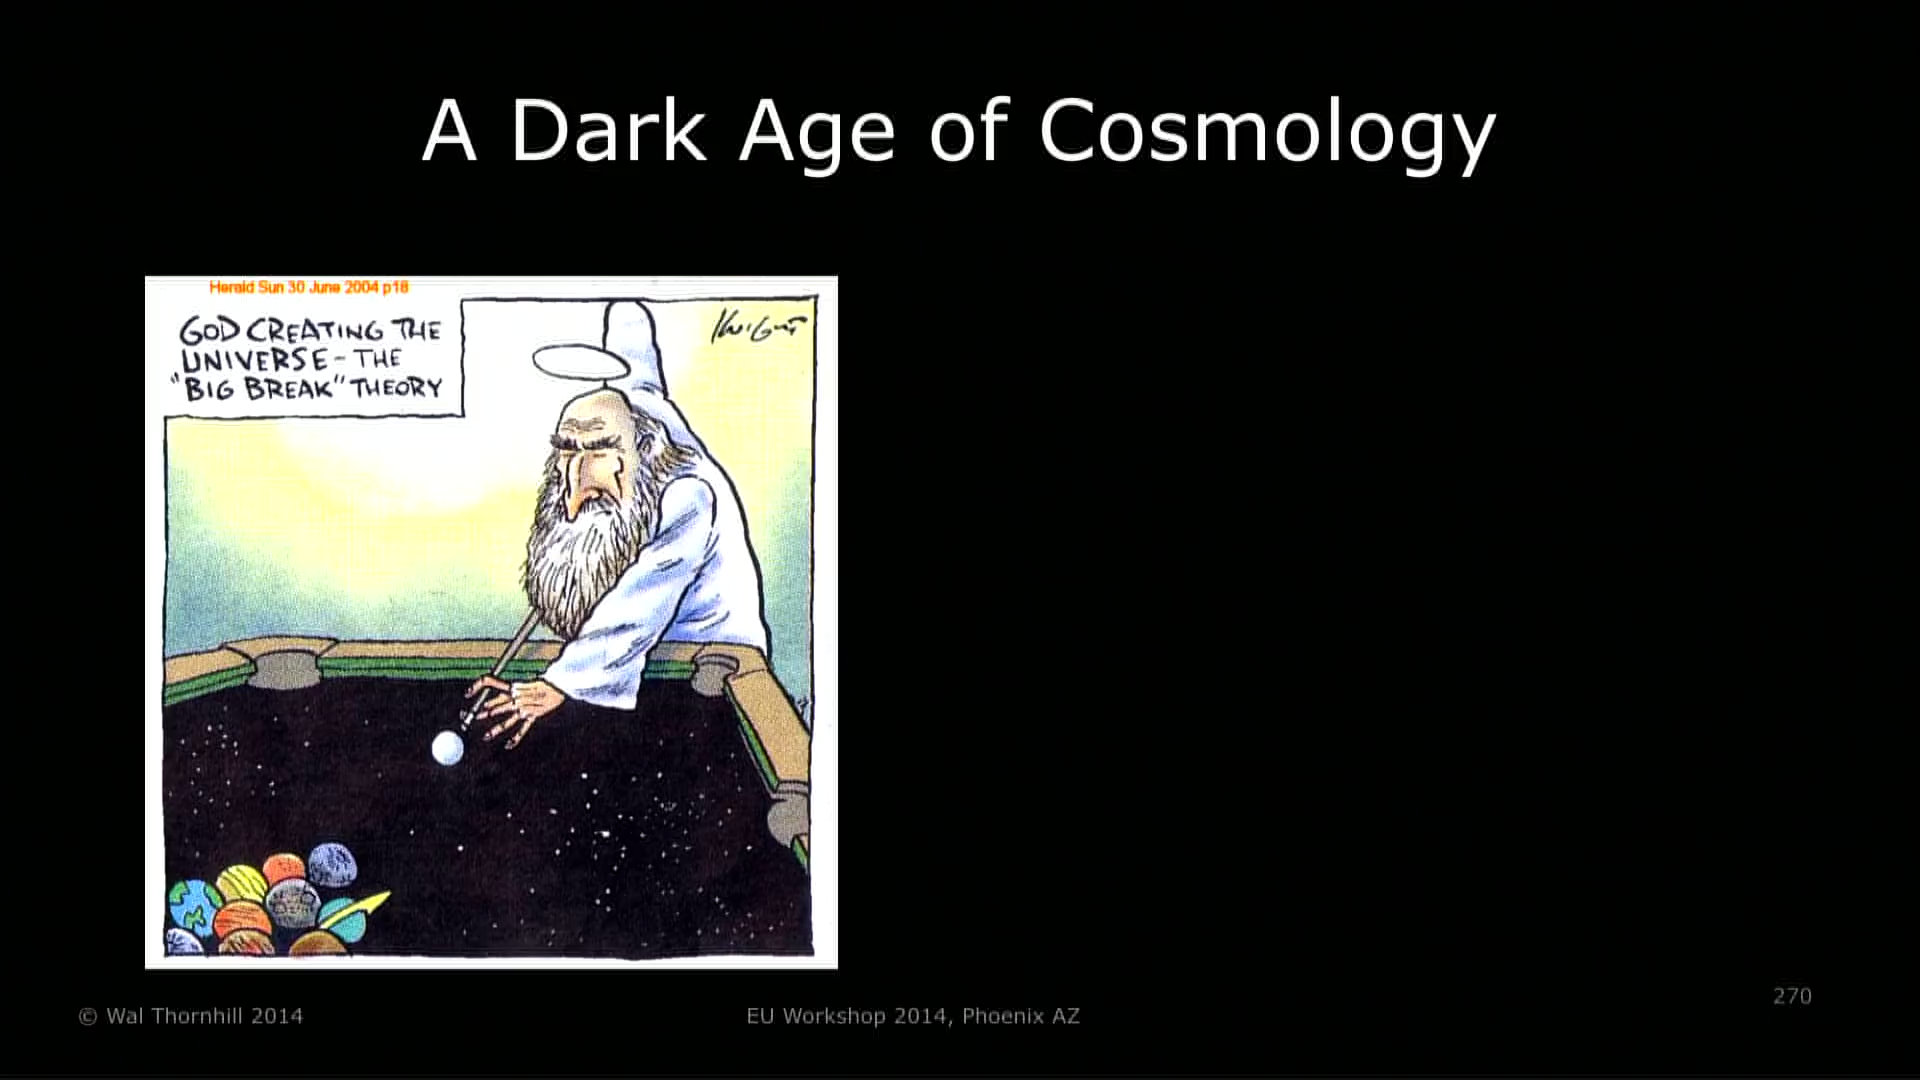 A Dark Age of Cosmology
Herald Sun 30 June 2004 p18
GOD CREATING THE
UNIVERSE - THE
"BIG BREAK" THEORY
Knight
© Wal Thornhill 2014
EU Workshop 2014, Phoenix AZ
270